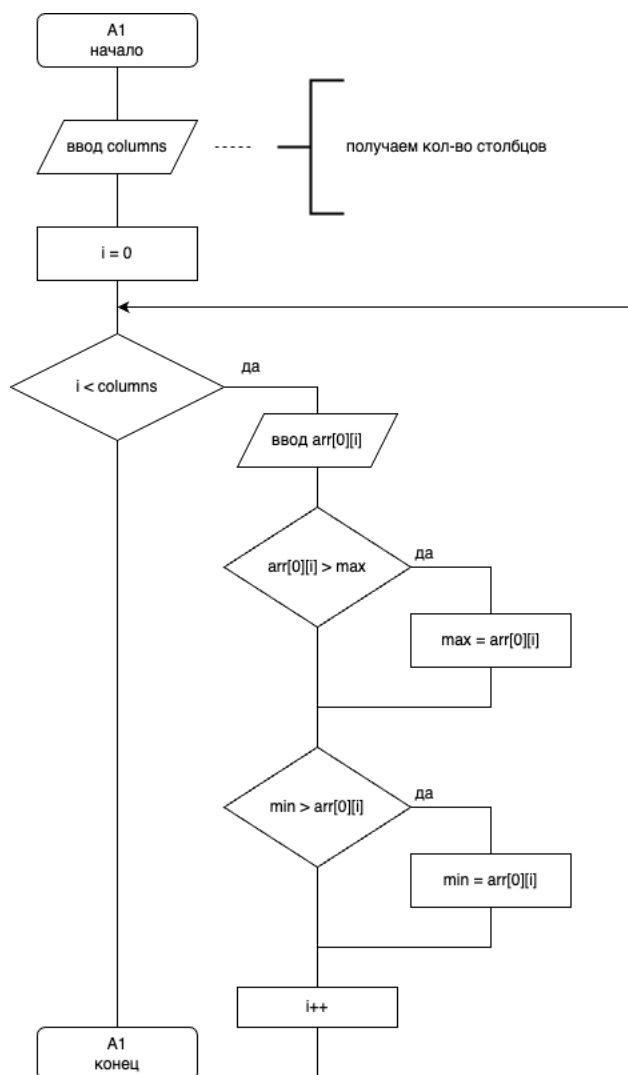 A1
начало
ввод columns
получаем кол-во столбцов
i = 0
i < columns
да
ввод arr[0][i]
arr[0][i] > max
да
max = arr[0][i]
min > arr[0][i]
да
min = arr[0][i]
i++
A1
конец